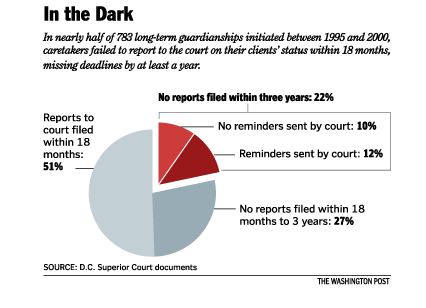 In the Dark
In nearly half of 783 long-term guardianships initiated between 1995 and 2000,
caretakers failed to report to the court on their clients' status within 18 months,
missing deadlines by at least a year.
No reports filed within three years: 22%
Reports to
court filed
within 18
months:
51%
No reminders sent by court: 10%
Reminders sent by court: 12%
No reports filed within 18
months to 3 years: 27%
SOURCE: D.C. Superior Court documents
THE WASHINGTON POST